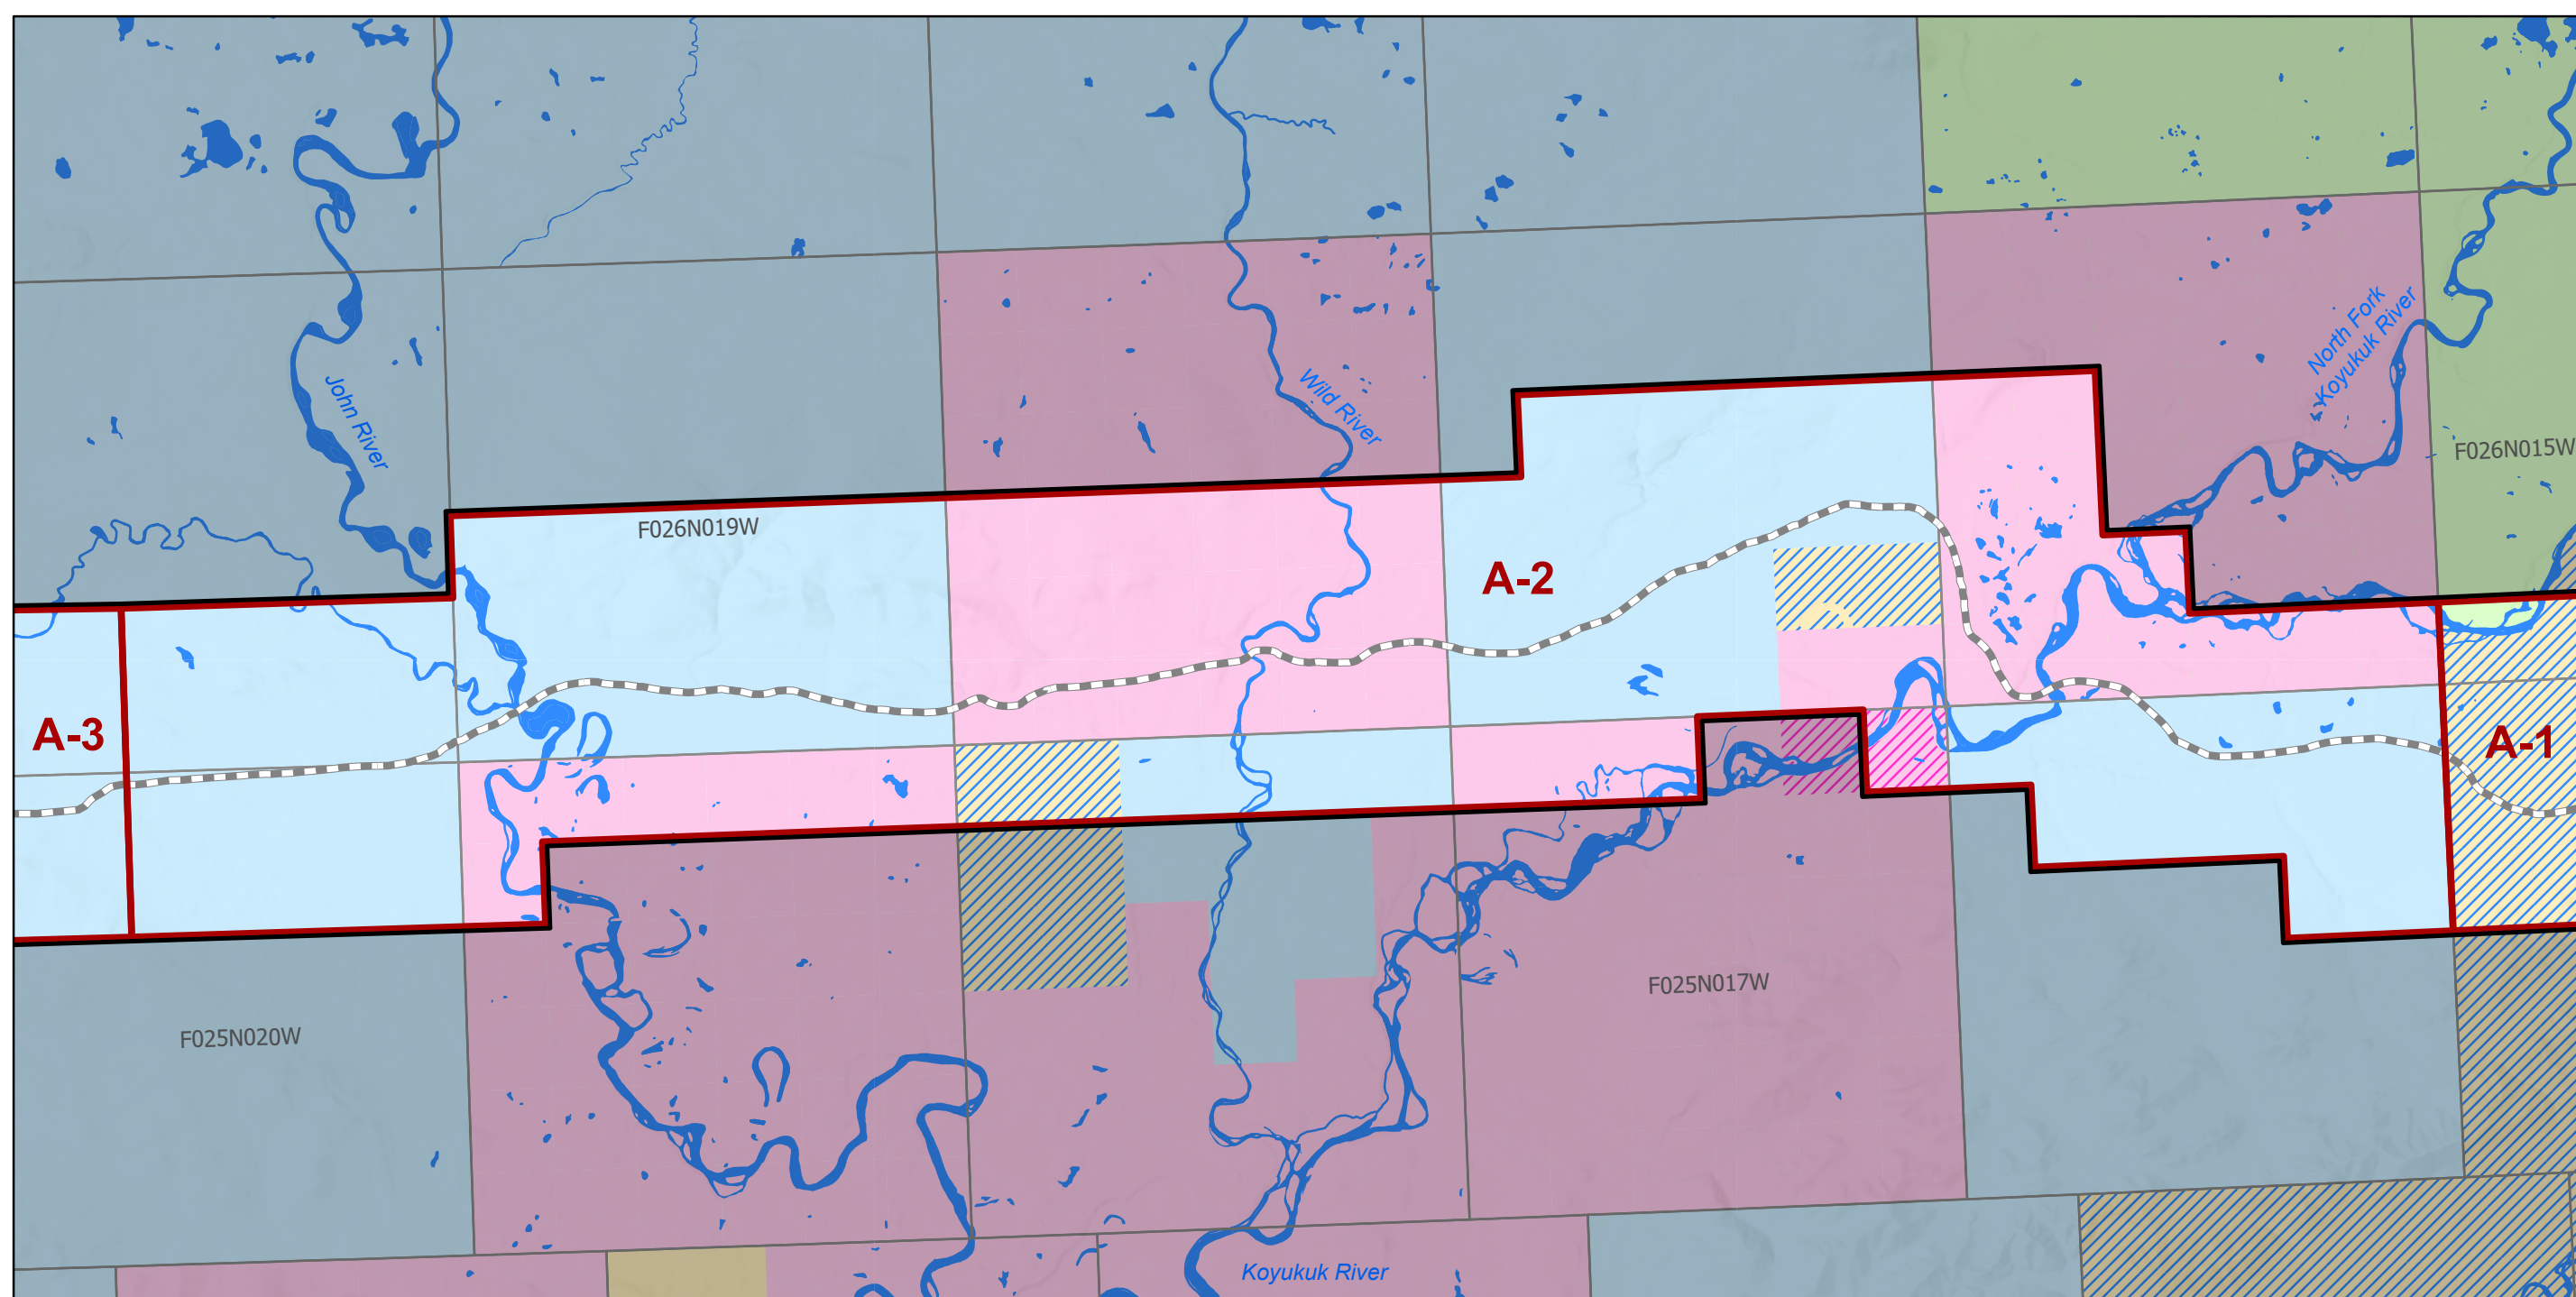 John River
Wild River
North Fork
Koyukuk River
F026N015W
F026N019W
A-2
A-3
A-1
F025N017W
F025N020W
Koyukuk River